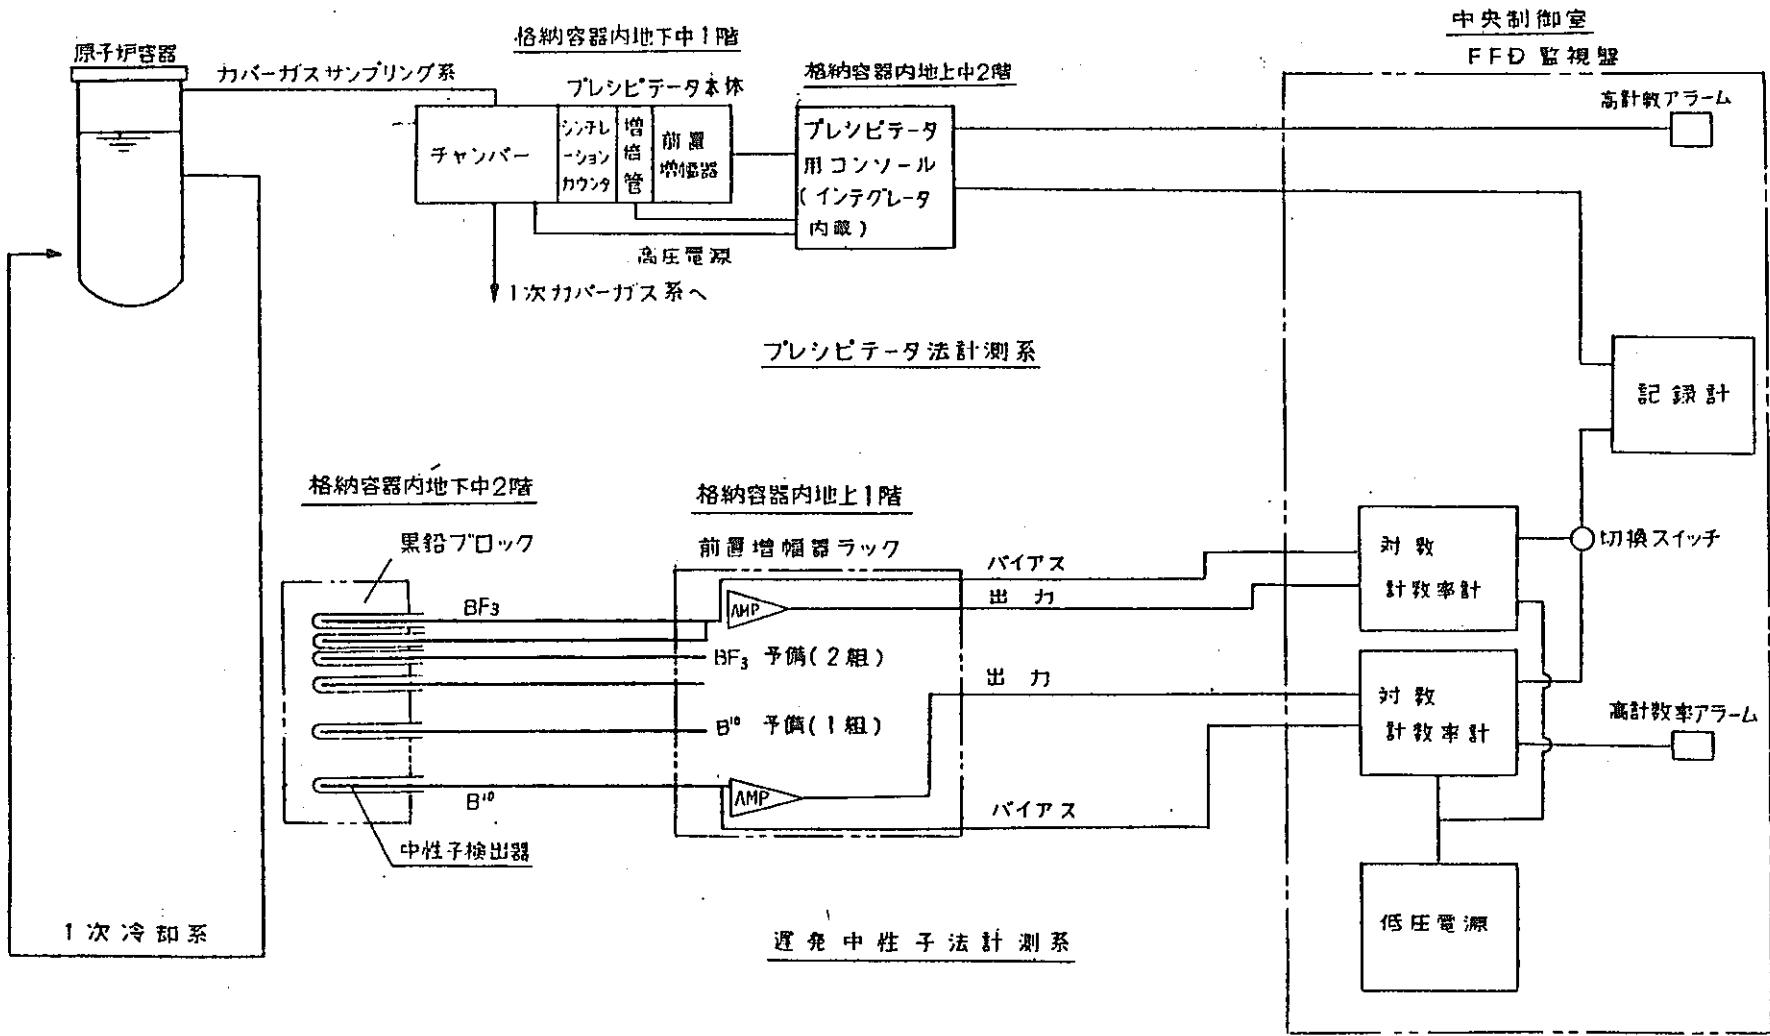 中央制御室
FFD 監視盤
原子炉容器
カバーガスサンプリング系
格納容器内地下中1階
プレシピテータ本体
格納容器内地上中2階
高計数アラーム
チャンバー
シンチレ
ーション
カウンタ
増
倍
管
前置
増幅器
プレシピテータ
用コンソール
(インテグレータ
内蔵)
高圧電源
1次カバーガス系へ
プレシピテータ法計測系
記録計
格納容器内地下中2階
黒鉛ブロック
格納容器内地上1階
前置増幅器ラック
バイアス
出力
対数
計数率計
切換スイッチ
BF₃
AMP
BF₃ 予備(2組)
出力
対数
計数率計
高計数率アラーム
B¹⁰ 予備(1組)
B¹⁰
AMP
バイアス
中性子検出器
低圧電源
1次冷却系
遅発中性子法計測系